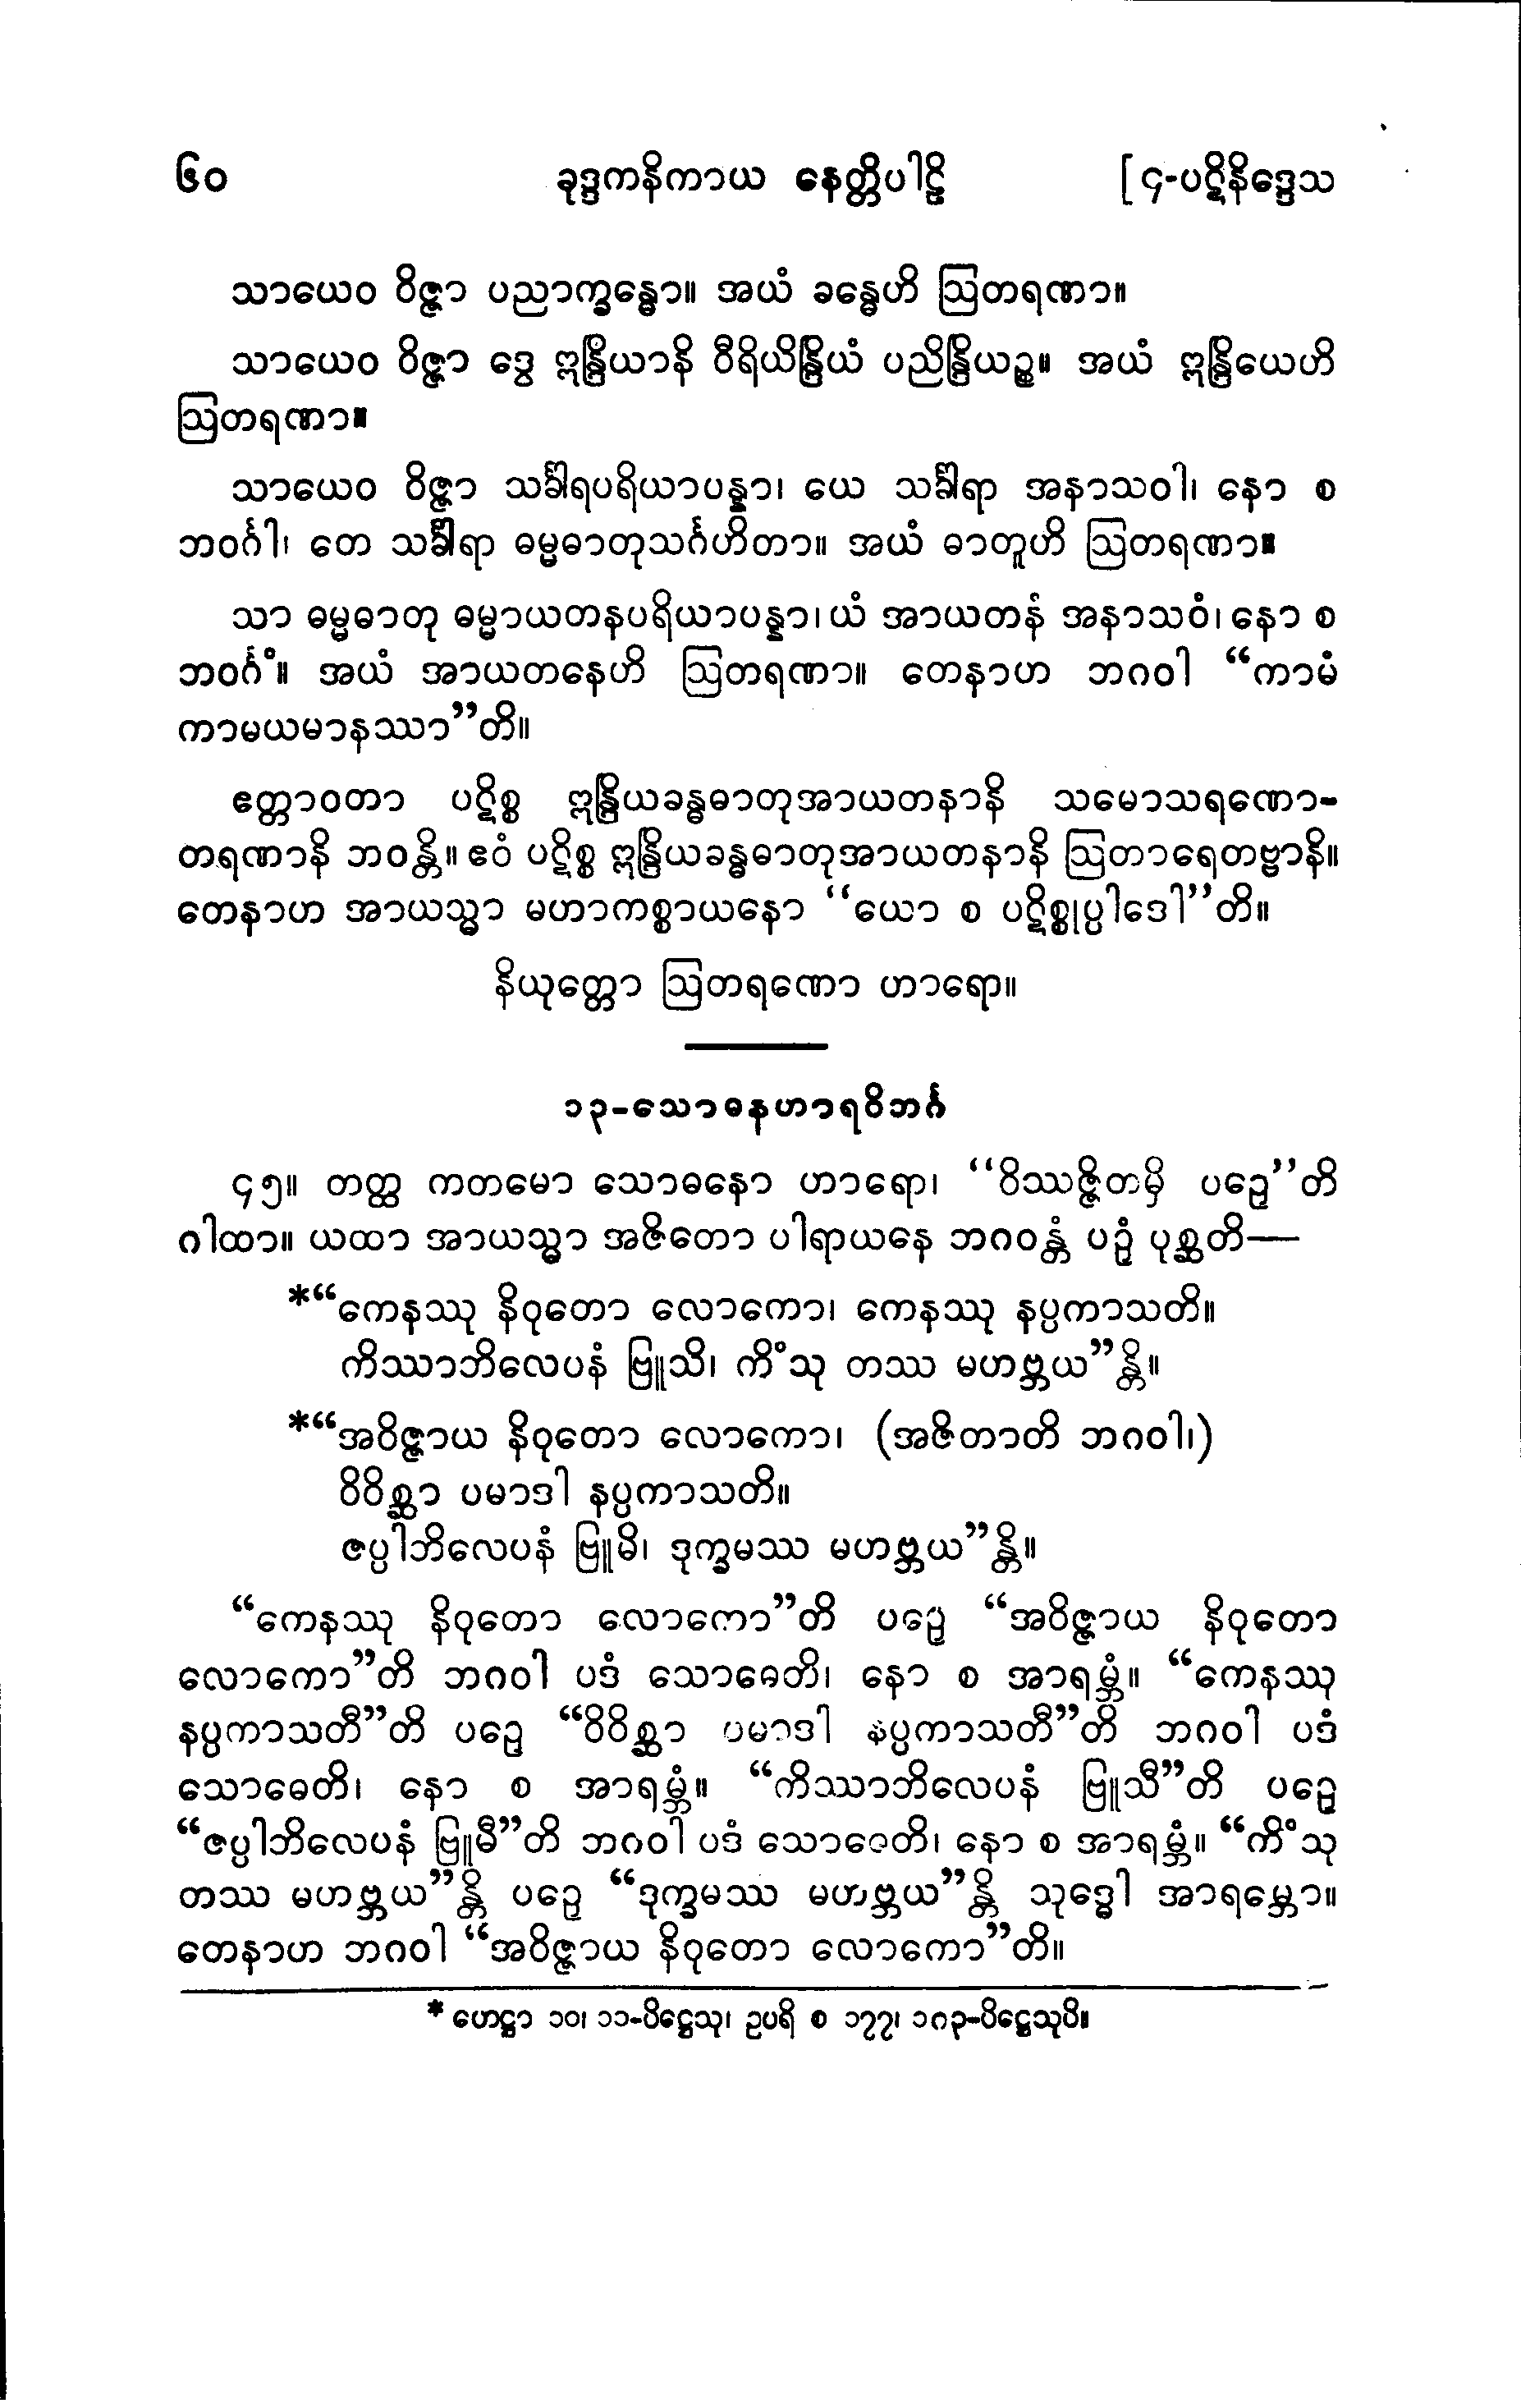 ၆၀ ခုဒ္ဒကနိကာယ နေတ္တိပါဠိ [ ၄-ပဋိနိဒ္ဒေသ
သာယေဝ ဝိဇ္ဇာ ပညာက္ခန္ဓော။ အယံ ခန္ဓေဟိ ဩတရဏာ။
သာယေဝ ဝိဇ္ဇာ ဒွေ ဣန္ဒြိယာနိ ဝီရိယိန္ဒြိယံ ပညိန္ဒြိယဉ္စ။ အယံ ဣန္ဒြိယေဟိ
ဩတရဏာ။
သာယေဝ ဝိဇ္ဇာ သင်္ခါရပရိယာပန္နာ၊ ယေ သင်္ခါရာ အနာသဝါ၊ နော စ
ဘဝင်္ဂါ၊ တေ သင်္ခါရာ ဓမ္မဓာတုသင်္ဂဟိတာ။ အယံ ဓာတူဟိ ဩတရဏာ။
သာ ဓမ္မဓာတု ဓမ္မာယတနပရိယာပန္နာ၊ ယံ အာယတနံ အနာသဝံ၊ နော စ
ဘဝင်္ဂံ။ အယံ အာယတနေဟိ ဩတရဏာ။ တေနာဟ ဘဂဝါ “ကာမံ
ကာမယမာနဿာ”တိ။
ဧတ္တာဝတာ ပဋိစ္စ ဣန္ဒြိယခန္ဓဓာတုအာယတနာနိ သမောသရဏော-
တရဏာနိ ဘဝန္တိ။ ဧဝံ ပဋိစ္စ ဣန္ဒြိယခန္ဓဓာတုအာယတနာနိ ဩတာရေတဗ္ဗာနိ။
တေနာဟ အာယသ္မာ မဟာကစ္စာယနော “ယော စ ပဋိစ္စုပ္ပါဒေါ”တိ။
နိယုတ္တော ဩတရဏော ဟာရော။
၁၃-သောဓနဟာရဝိဘင်္ဂ
၄၅။ တတ္ထ ကတမော သောဓနော ဟာရော၊ “ဝိဿဇ္ဇိတမှိ ပဉှေ”တိ
ဂါထာ။ ယထာ အာယသ္မာ အဇိတော ပါရာယနေ ဘဂဝန္တံ ပဉှံ ပုစ္ဆတိ—
*“ကေနဿု နိဝုတော လောကော၊ ကေနဿု နပ္ပကာသတိ။
ကိဿာဘိလေပနံ ဗြူသိ၊ ကိံသု တဿ မဟဗ္ဘယ”န္တိ။
*“အဝိဇ္ဇာယ နိဝုတော လောကော၊ (အဇိတာတိ ဘဂဝါ၊)
ဝိဝိစ္ဆာ ပမာဒါ နပ္ပကာသတိ။
ဇပ္ပါဘိလေပနံ ဗြူမိ၊ ဒုက္ခမဿ မဟဗ္ဘယ”န္တိ။
“ကေနဿု နိဝုတော လောကော”တိ ပဉှေ “အဝိဇ္ဇာယ နိဝုတော
လောကော”တိ ဘဂဝါ ပဒံ သောဓေတိ၊ နော စ အာရမ္ဘံ။ “ကေနဿု
နပ္ပကာသတီ”တိ ပဉှေ “ဝိဝိစ္ဆာ ပမာဒါ နပ္ပကာသတီ”တိ ဘဂဝါ ပဒံ
သောဓေတိ၊ နော စ အာရမ္ဘံ။ “ကိဿာဘိလေပနံ ဗြူသီ”တိ ပဉှေ
“ဇပ္ပါဘိလေပနံ ဗြူမီ”တိ ဘဂဝါ ပဒံ သောဓေတိ၊ နော စ အာရမ္ဘံ။ “ကိံသု
တဿ မဟဗ္ဘယ”န္တိ ပဉှေ “ဒုက္ခမဿ မဟဗ္ဘယ”န္တိ သုဒ္ဓေါ အာရမ္ဘော။
တေနာဟ ဘဂဝါ “အဝိဇ္ဇာယ နိဝုတော လောကော”တိ။
* ဟေဋ္ဌာ ၁၀၊ ၁၁-ပိဋ္ဌေသု၊ ဥပရိ စ ၁၇၇၊ ၁၈၃-ပိဋ္ဌေသုပိ။